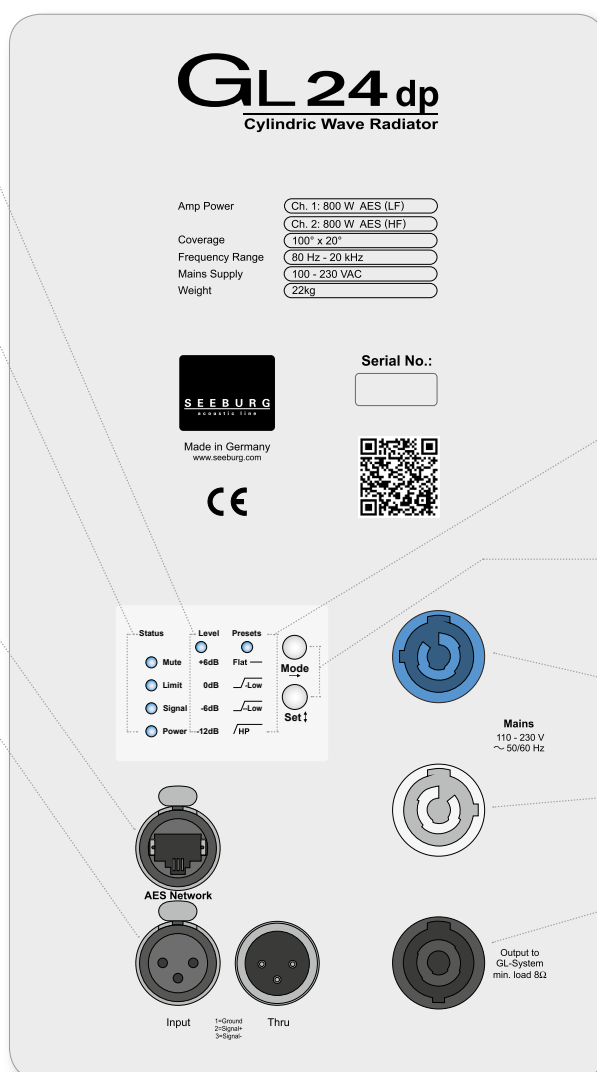 GL 24 dp
Cylindric Wave Radiator
Amp Power Ch. 1: 800 W AES (LF)
Ch. 2: 800 W AES (HF)
Coverage 100° x 20°
Frequency Range 80 Hz - 20 kHz
Mains Supply 100 - 230 VAC
Weight 22kg
Serial No.:
SEEBURG
acoustic line
Made in Germany
www.seeburg.com
CE
Status Level Presets
Mute +6dB Flat
Mode
Limit 0dB -Low
Set
Signal -6dB --Low
Power -12dB HP
Mains
110 - 230 V
~ 50/60 Hz
AES Network
Output to
GL-System
min. load 8Ω
Input
1=Ground
2=Signal+
3=Signal-
Thru